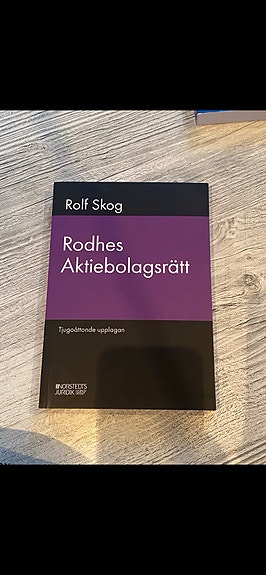 Rolf Skog
Rodhes
Aktiebolagsrätt
Tjugoåttonde upplagan
NORSTEDTS
JURIDIK